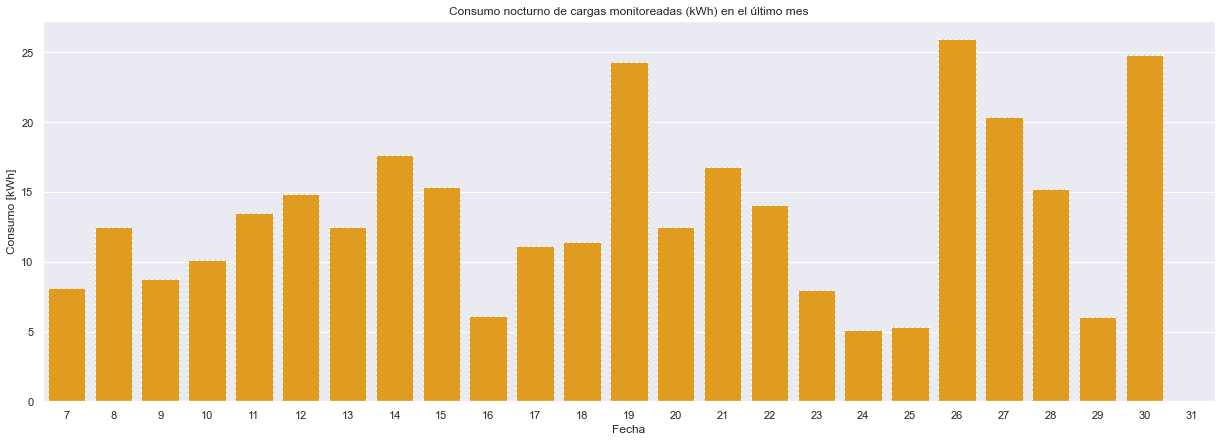 Consumo nocturno de cargas monitoreadas (kWh) en el último mes
Consumo [kWh]
25
20
15
10
5
0
7 8 9 10 11 12 13 14 15 16 17 18 19 20 21 22 23 24 25 26 27 28 29 30 31
Fecha